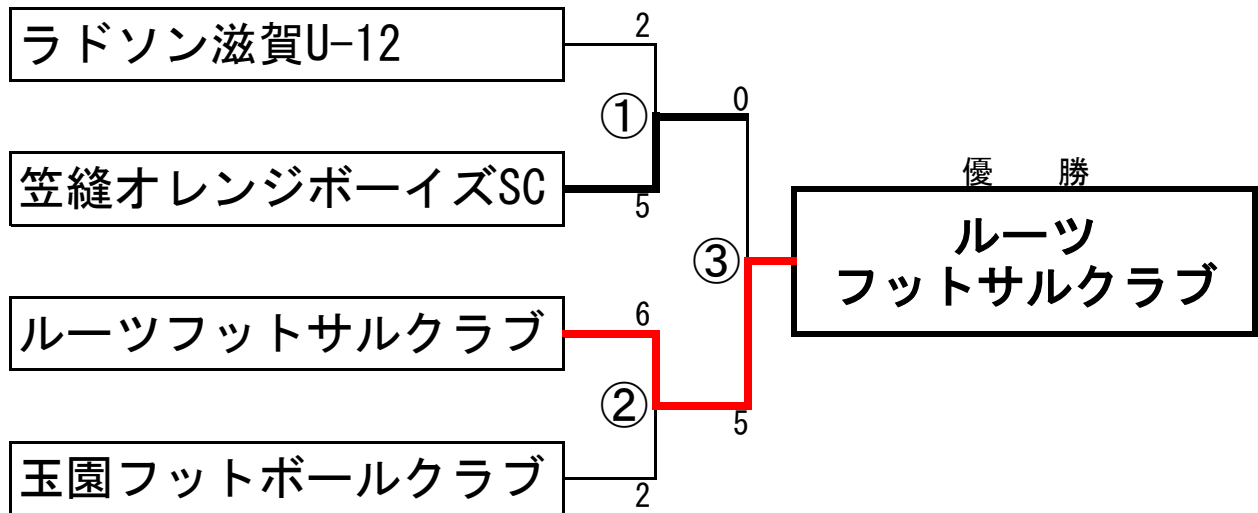 ラドソン滋賀U-12
2
①
0
笠縫オレンジボーイズSC
5
優　勝
ルーツ
フットサルクラブ
③
ルーツフットサルクラブ
6
②
5
玉園フットボールクラブ
2